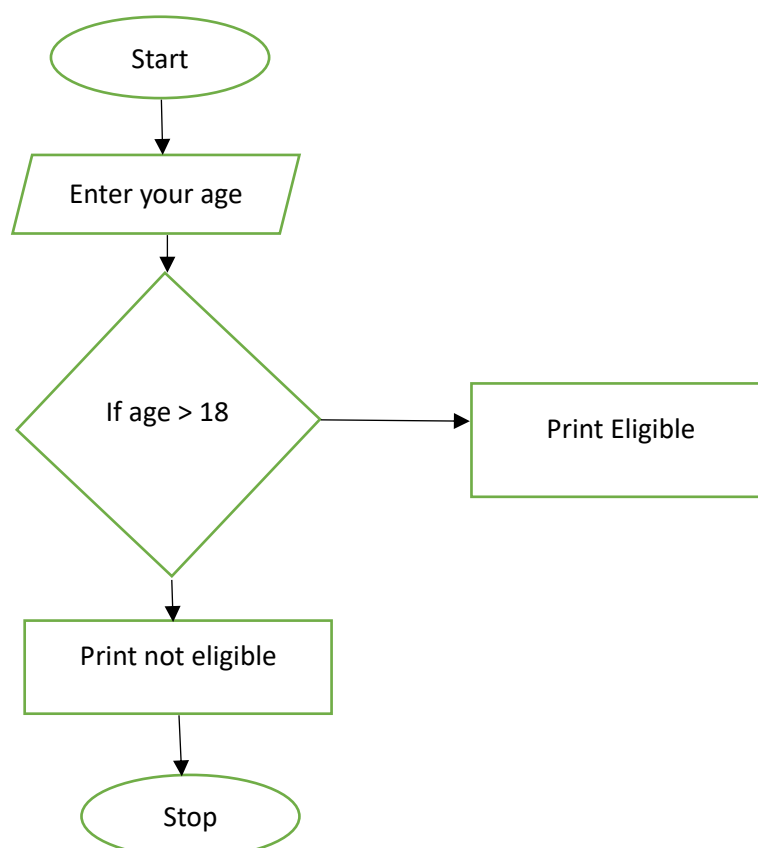 Start
Enter your age
If age > 18
Print Eligible
Print not eligible
Stop